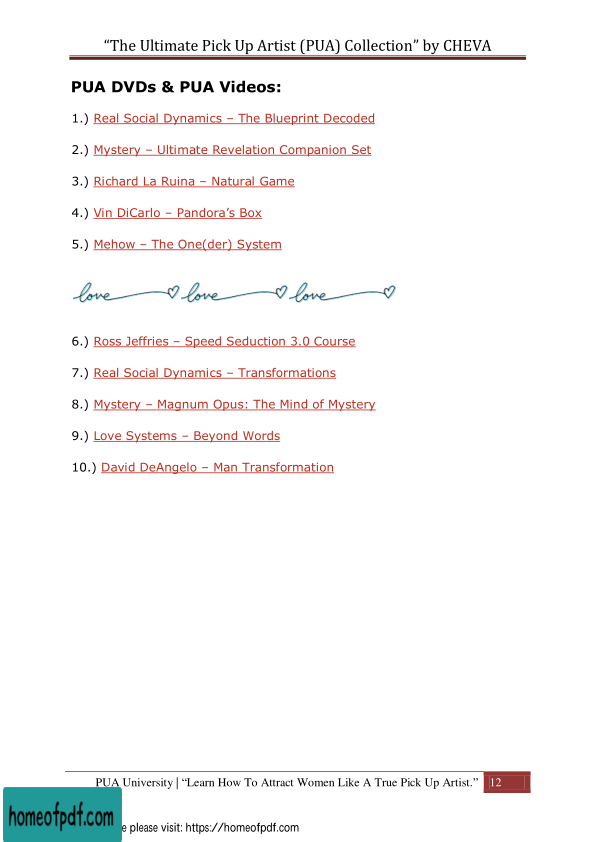 “The Ultimate Pick Up Artist (PUA) Collection” by CHEVA
PUA DVDs & PUA Videos:
1.) Real Social Dynamics – The Blueprint Decoded
2.) Mystery – Ultimate Revelation Companion Set
3.) Richard La Ruina – Natural Game
4.) Vin DiCarlo – Pandora’s Box
5.) Mehow – The One(der) System
love love love
6.) Ross Jeffries – Speed Seduction 3.0 Course
7.) Real Social Dynamics – Transformations
8.) Mystery – Magnum Opus: The Mind of Mystery
9.) Love Systems – Beyond Words
10.) David DeAngelo – Man Transformation
PUA University | “Learn How To Attract Women Like A True Pick Up Artist.” 12
homeofpdf.com
please visit: https://homeofpdf.com